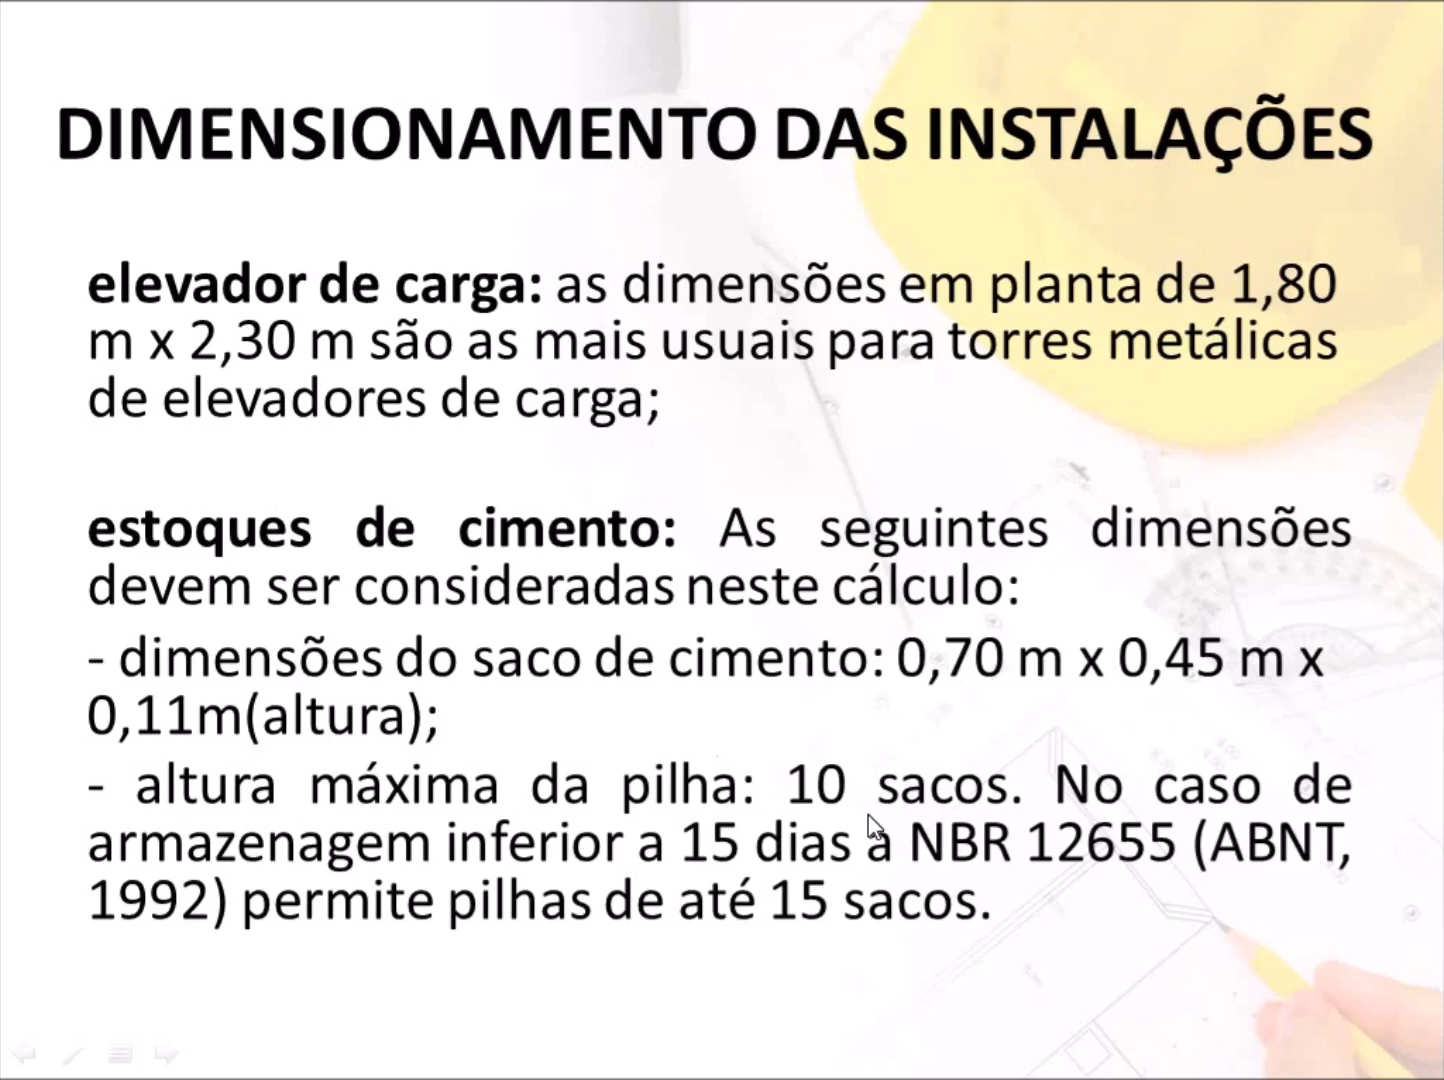 DIMENSIONAMENTO DAS INSTALAÇÕES
elevador de carga: as dimensões em planta de 1,80
m x 2,30 m são as mais usuais para torres metálicas
de elevadores de carga;
estoques de cimento: As seguintes dimensões
devem ser consideradas neste cálculo:
- dimensões do saco de cimento: 0,70 m x 0,45 m x
0,11m(altura);
- altura máxima da pilha: 10 sacos. No caso de
armazenagem inferior a 15 dias a NBR 12655 (ABNT,
1992) permite pilhas de até 15 sacos.